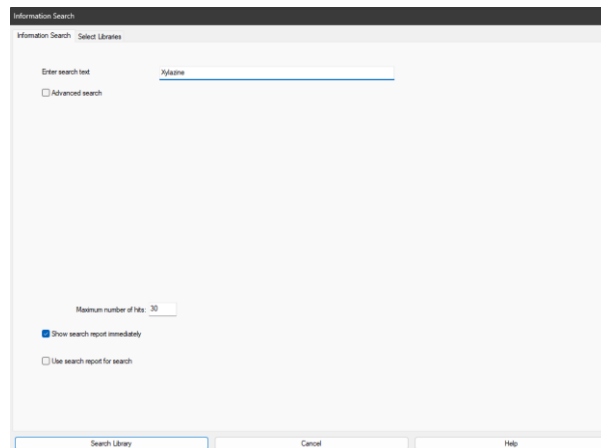 Information Search
Information Search Select Libraries
Enter search text Xylazine
Advanced search
Maximum number of hits: 30
Show search report immediately
Use search report for search
Search Library Cancel Help